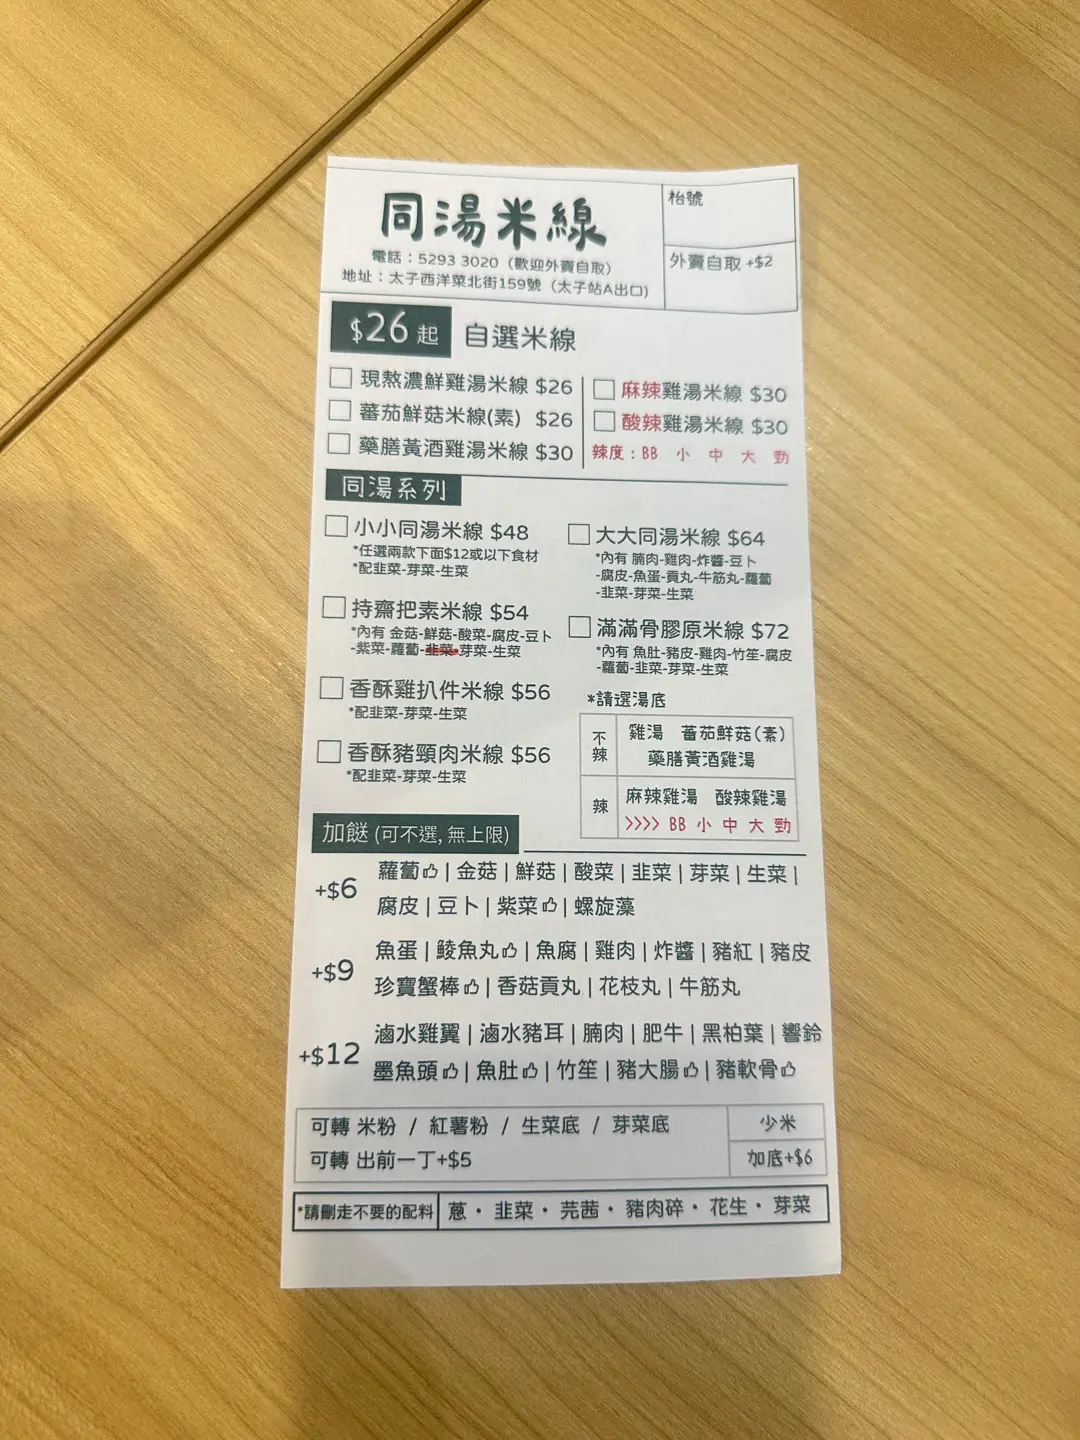 同湯米線
電話：5293 3020（歡迎外賣自取）
地址：太子西洋菜北街159號（太子站A出口）
枱號
外賣自取 +$2
$26 起 自選米線
現熬濃鮮雞湯米線 $26
蕃茄鮮菇米線(素) $26
藥膳黃酒雞湯米線 $30
麻辣雞湯米線 $30
酸辣雞湯米線 $30
辣度：BB 小 中 大 勁
同湯系列
小小同湯米線 $48
*任選兩款下面$12或以下食材
*配韭菜-芽菜-生菜
持齋把素米線 $54
*內有 金菇-鮮菇-酸菜-腐皮-豆卜
-紫菜-蘿蔔-韭菜-芽菜-生菜
香酥雞扒件米線 $56
*配韭菜-芽菜-生菜
香酥豬頸肉米線 $56
*配韭菜-芽菜-生菜
大大同湯米線 $64
*內有 腩肉-雞肉-炸醬-豆卜
-腐皮-魚蛋-貢丸-牛筋丸-蘿蔔
-韭菜-芽菜-生菜
滿滿骨膠原米線 $72
*內有 魚肚-豬皮-雞肉-竹笙-腐皮
-蘿蔔-韭菜-芽菜-生菜
*請選湯底
不辣 雞湯 蕃茄鮮菇(素)
藥膳黃酒雞湯
辣 麻辣雞湯 酸辣雞湯
>>>> BB 小 中 大 勁
加餸 (可不選, 無上限)
+$6 蘿蔔 | 金菇 | 鮮菇 | 酸菜 | 韭菜 | 芽菜 | 生菜 |
腐皮 | 豆卜 | 紫菜 | 螺旋藻
+$9 魚蛋 | 鯪魚丸 | 魚腐 | 雞肉 | 炸醬 | 豬紅 | 豬皮
珍寶蟹棒 | 香菇貢丸 | 花枝丸 | 牛筋丸
+$12 滷水雞翼 | 滷水豬耳 | 腩肉 | 肥牛 | 黑柏葉 | 響鈴
墨魚頭 | 魚肚 | 竹笙 | 豬大腸 | 豬軟骨
可轉 米粉 / 紅薯粉 / 生菜底 / 芽菜底
可轉 出前一丁+$5
少米
加底+$6
*請刪走不要的配料 蔥・韭菜・芫茜・豬肉碎・花生・芽菜